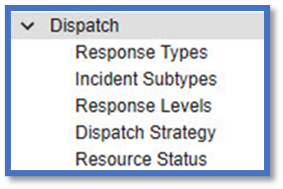 Dispatch
Response Types
Incident Subtypes
Response Levels
Dispatch Strategy
Resource Status